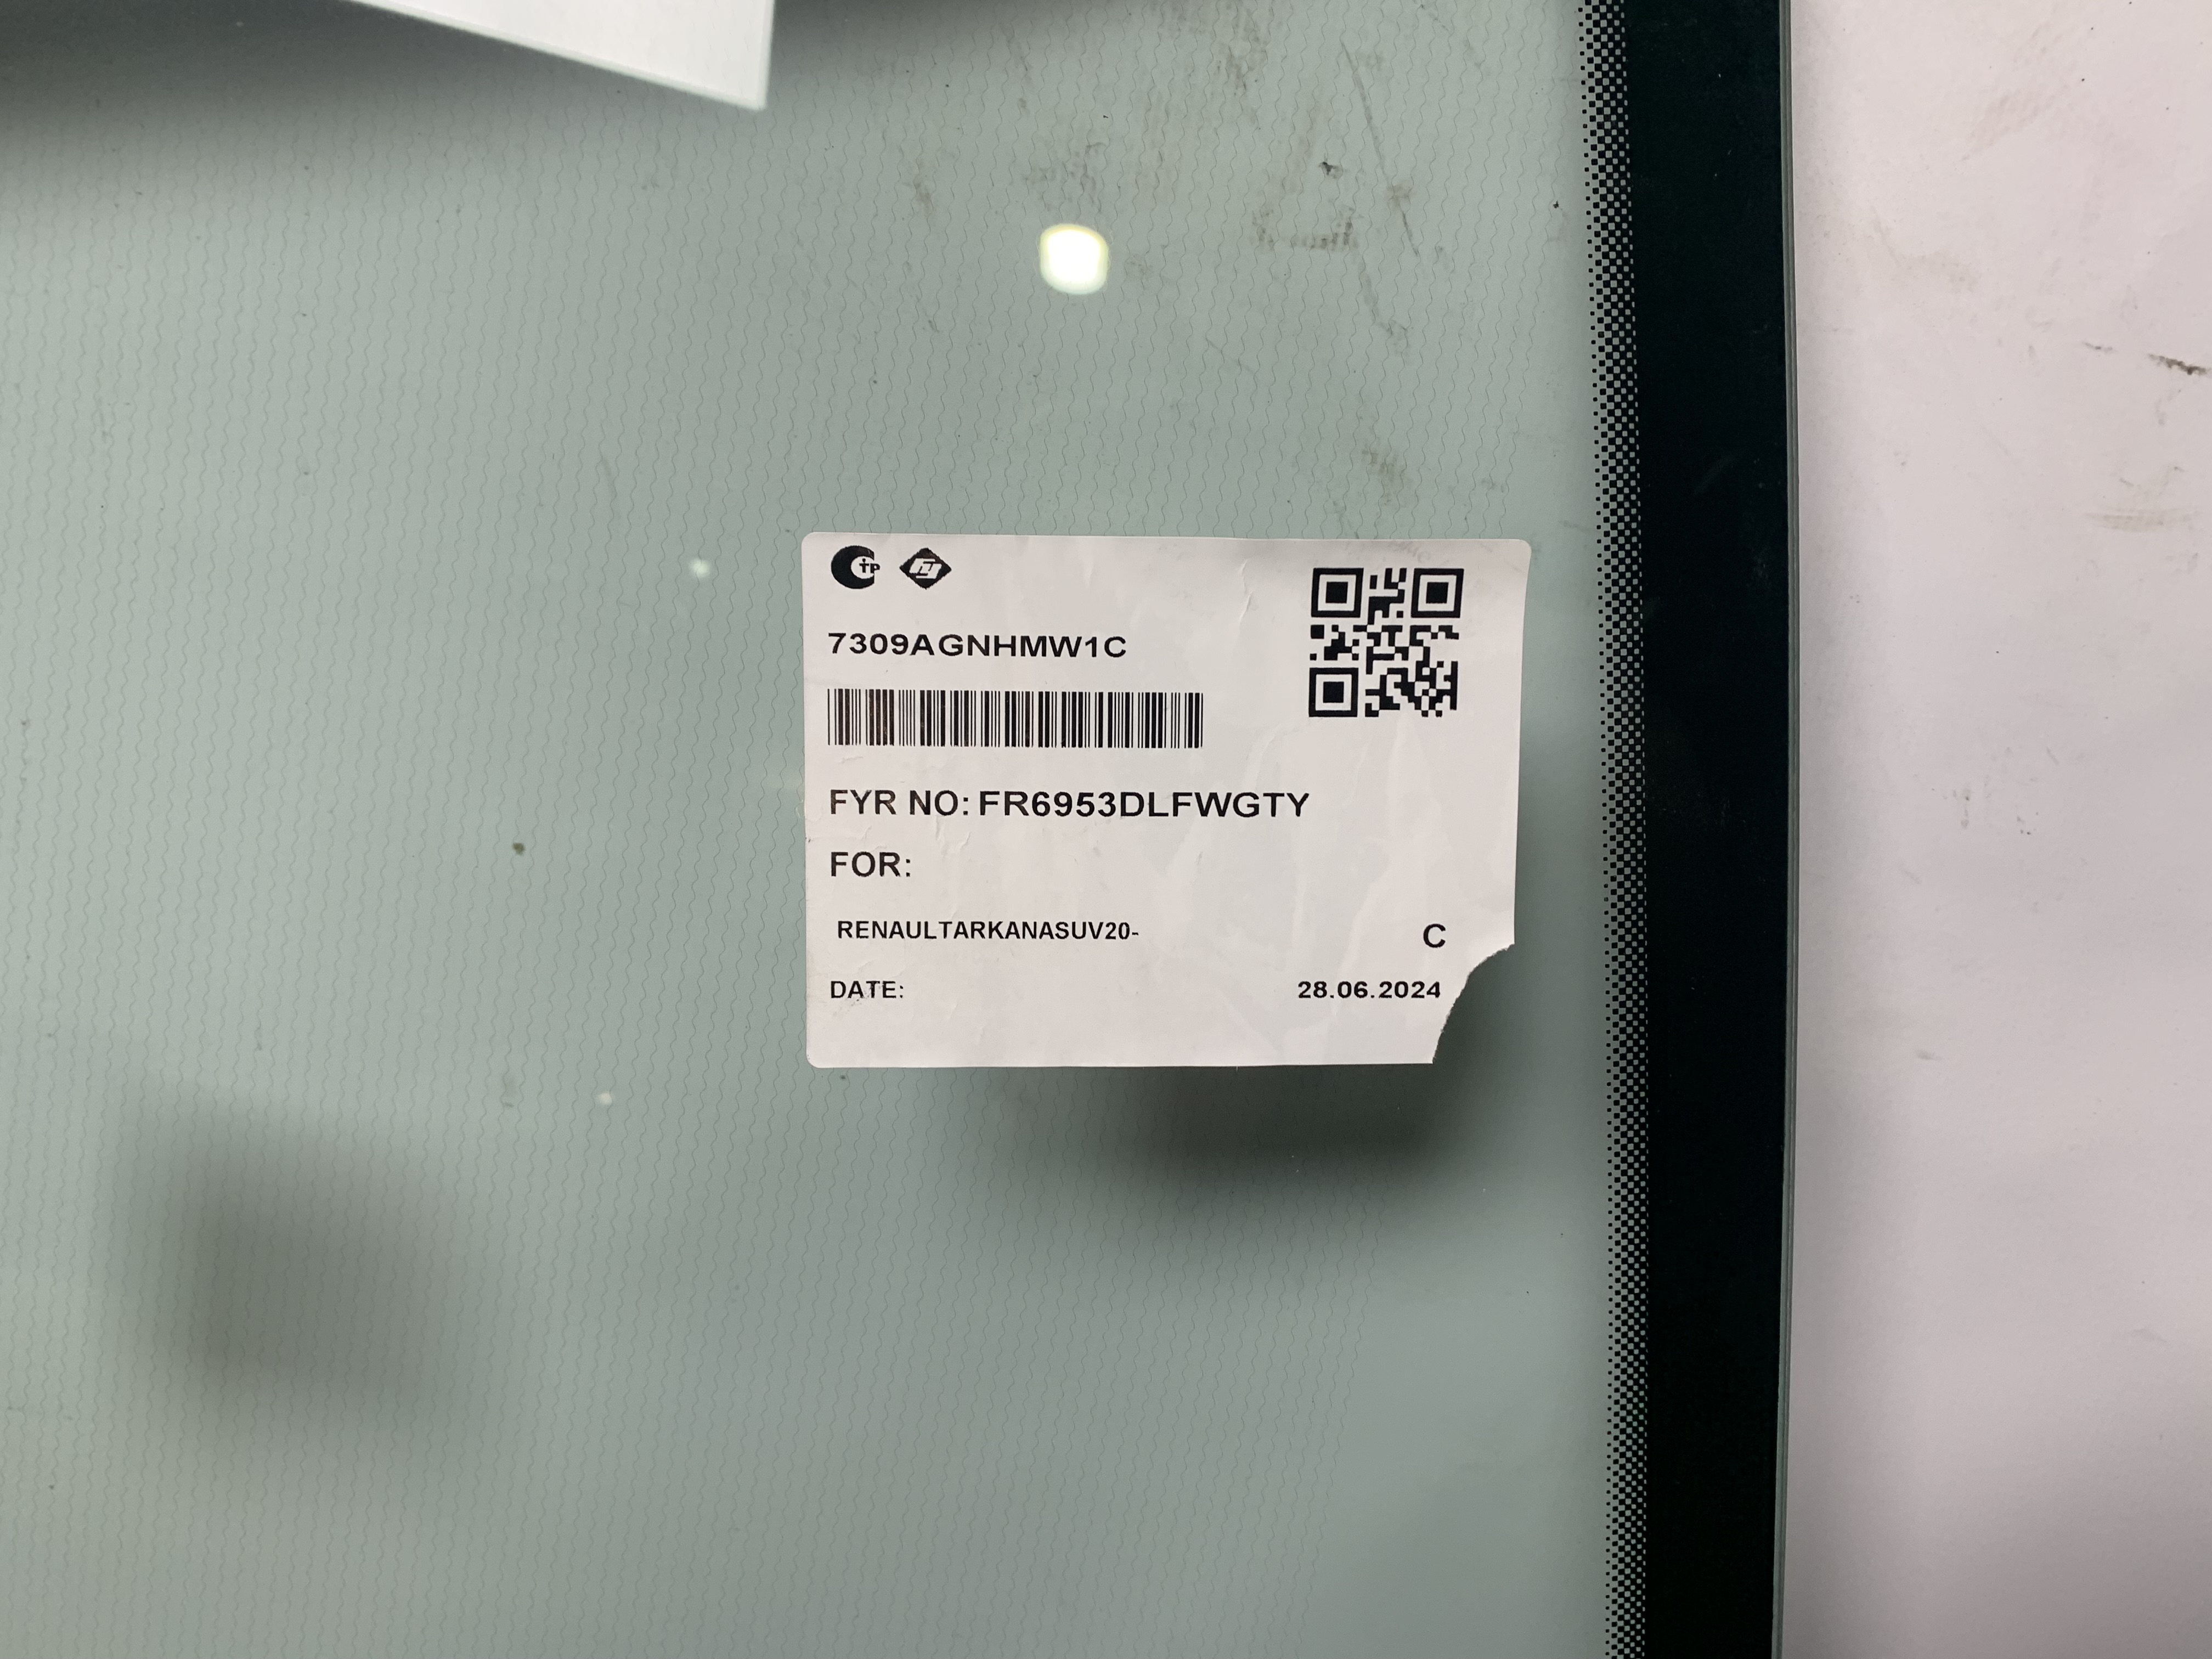 7309AGNHMW1C
FYR NO: FR6953DLFWGTY
FOR:
RENAULTARKANASUV20-
C
DATE:
28.06.2024